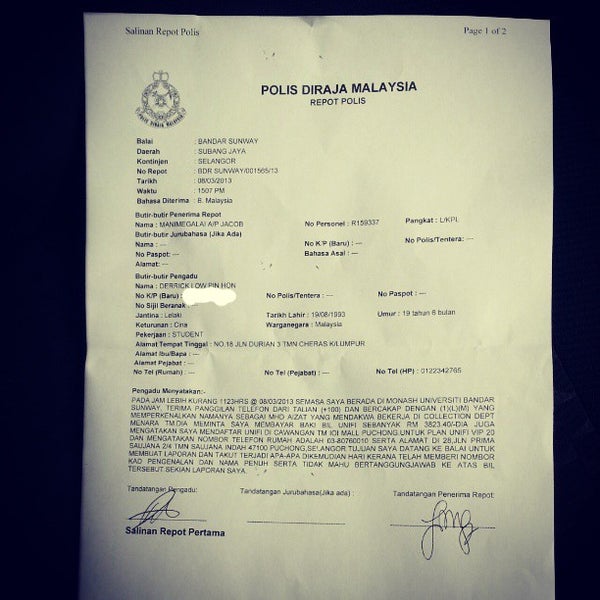 Salinan Repot Polis Page 1 of 2
POLIS DIRAJA MALAYSIA
REPOT POLIS
Balai : BANDAR SUNWAY
Daerah : SUBANG JAYA
Kontinjen : SELANGOR
No Repot : BDR SUNWAY/001565/13
Tarikh : 08/03/2013
Waktu : 1507 PM
Bahasa Diterima : B. Malaysia
Butir-butir Penerima Repot
Nama : MANIMEGALAI A/P JACOB No Personel : R159337 Pangkat : L/KPL
Butir-butir Jurubahasa (Jika Ada)
Nama : --- No K/P (Baru) : --- No Polis/Tentera: ---
No Paspot: --- Bahasa Asal : ---
Alamat: ---
Butir-butir Pengadu
Nama : DERRICK LOW PIN HON
No K/P (Baru) : No Polis/Tentera : --- No Paspot : ---
No Sijil Beranak : ---
Jantina : Lelaki Tarikh Lahir : 19/08/1993 Umur : 19 tahun 6 bulan
Keturunan : Cina Warganegara : Malaysia
Pekerjaan : STUDENT
Alamat Tempat Tinggal : NO.18 JLN DURIAN 3 TMN CHERAS K/LUMPUR
Alamat Ibu/Bapa : ---
Alamat Pejabat : ---
No Tel (Rumah) : --- No Tel (Pejabat) : --- No Tel (HP) : 0122342765
Pengadu Menyatakan:-
PADA JAM LEBIH KURANG 1123HRS @ 08/03/2013 SEMASA SAYA BERADA DI MONASH UNIVERSITI BANDAR
SUNWAY, TERIMA PANGGILAN TELEFON DARI TALIAN (+100) DAN BERCAKAP DENGAN (1)(L)(M) YANG
MEMPERKENALKAN NAMANYA SEBAGAI MHD AIZAT YANG MENDAKWA BEKERJA DI COLLECTION DEPT
MENARA TM.DIA MEMINTA SAYA MEMBAYAR BAKI BIL UNIFI SEBANYAK RM 3823.40/-DIA JUGA
MENGATAKAN SAYA MENDAFTAR UNIFI DI CAWANGAN TM IOI MALL PUCHONG UNTUK PLAN UNIFI VIP 20
DAN MENGATAKAN NOMBOR TELEFON RUMAH ADALAH 03-80760010 SERTA ALAMAT DI 28,JLN PRIMA
SAUJANA 2/4 TMN SAUJANA INDAH 47100 PUCHONG,SELANGOR TUJUAN SAYA DATANG KE BALAI UNTUK
MEMBUAT LAPORAN DAN TAKUT TERJADI APA-APA DIKEMUDIAN HARI KERANA TELAH MEMBERI NOMBOR
KAD PENGENALAN DAN NAMA PENUH SERTA TIDAK MAHU BERTANGGUNGJAWAB KE ATAS BIL
TERSEBUT SEKIAN LAPORAN SAYA.
Tandatangan Pengadu: Tandatangan Jurubahasa(Jika ada) : Tandatangan Penerima Repot:
Salinan Repot Pertama